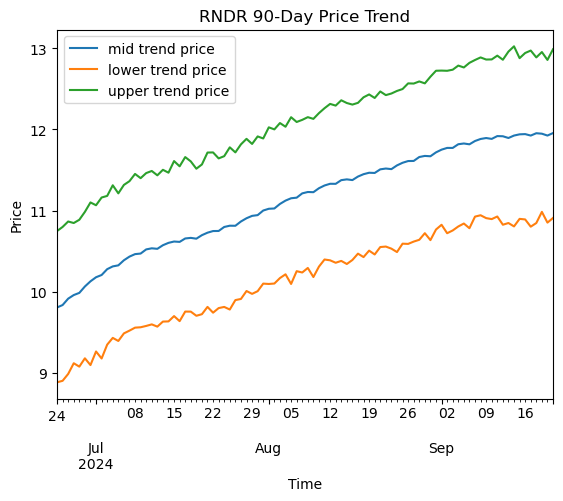 RNDR 90-Day Price Trend
mid trend price
lower trend price
upper trend price
13
12
11
10
9
Price
24 08 15 22 29 05 12 19 26 02 09 16
Jul Aug Sep
2024
Time